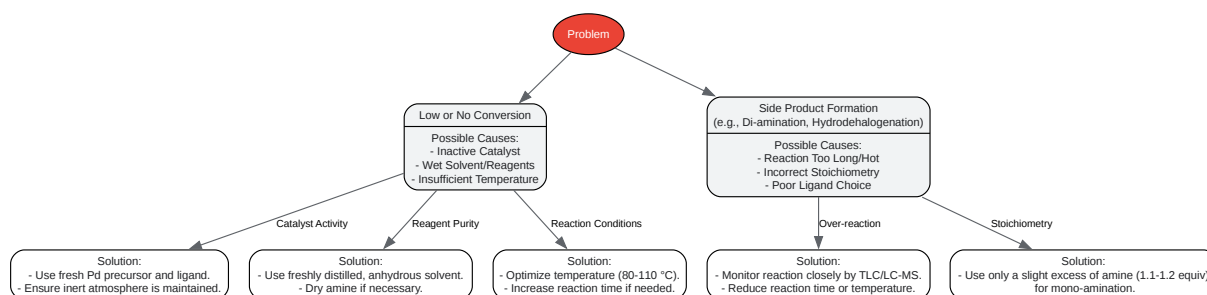 Problem
Low or No Conversion
Possible Causes:
- Inactive Catalyst
- Wet Solvent/Reagents
- Insufficient Temperature
Side Product Formation
(e.g., Di-amination, Hydrodehalogenation)
Possible Causes:
- Reaction Too Long/Hot
- Incorrect Stoichiometry
- Poor Ligand Choice
Catalyst Activity
Reagent Purity
Reaction Conditions
Over-reaction
Stoichiometry
Solution:
- Use fresh Pd precursor and ligand.
- Ensure inert atmosphere is maintained.
Solution:
- Use freshly distilled, anhydrous solvent.
- Dry amine if necessary.
Solution:
- Optimize temperature (80-110 °C).
- Increase reaction time if needed.
Solution:
- Monitor reaction closely by TLC/LC-MS.
- Reduce reaction time or temperature.
Solution:
- Use only a slight excess of amine (1.1-1.2 equiv)
for mono-amination.